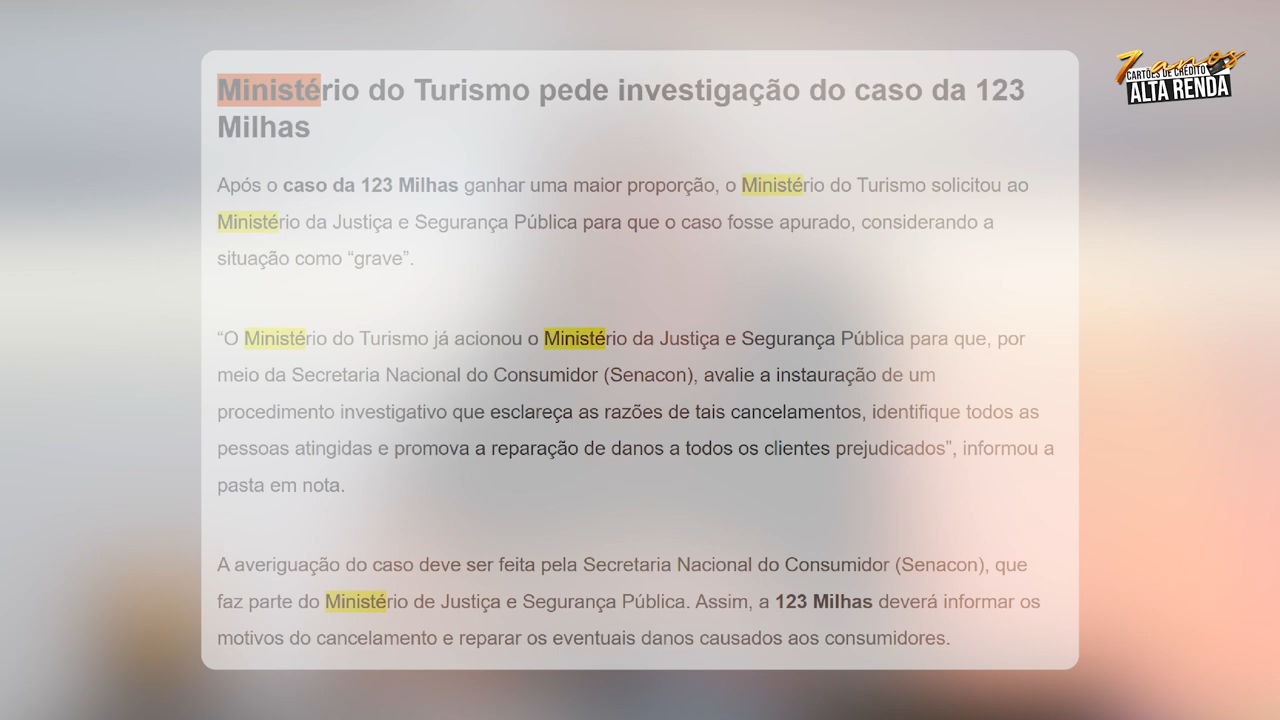 Ministério do Turismo pede investigação do caso da 123
Milhas
7 anos
CARTÕES DE CRÉDITO
ALTA RENDA
Após o caso da 123 Milhas ganhar uma maior proporção, o Ministério do Turismo solicitou ao
Ministério da Justiça e Segurança Pública para que o caso fosse apurado, considerando a
situação como “grave”.
“O Ministério do Turismo já acionou o Ministério da Justiça e Segurança Pública para que, por
meio da Secretaria Nacional do Consumidor (Senacon), avalie a instauração de um
procedimento investigativo que esclareça as razões de tais cancelamentos, identifique todos as
pessoas atingidas e promova a reparação de danos a todos os clientes prejudicados”, informou a
pasta em nota.
A averiguação do caso deve ser feita pela Secretaria Nacional do Consumidor (Senacon), que
faz parte do Ministério de Justiça e Segurança Pública. Assim, a 123 Milhas deverá informar os
motivos do cancelamento e reparar os eventuais danos causados aos consumidores.